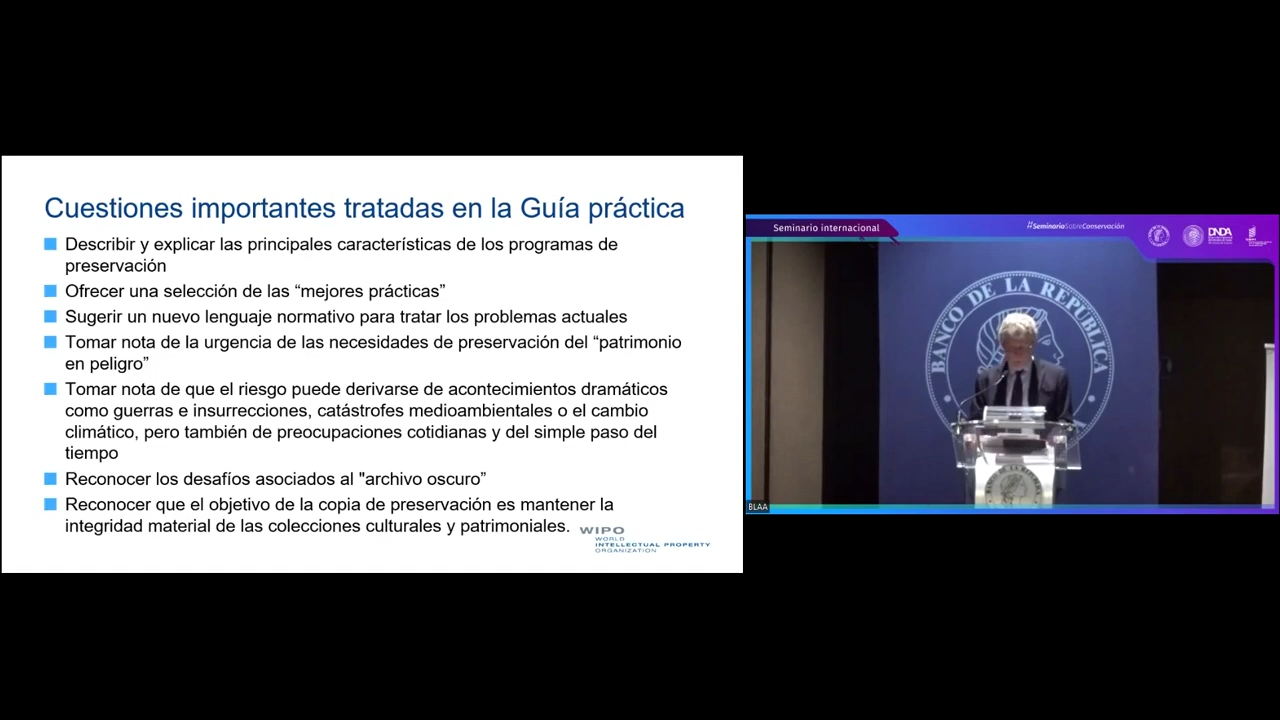 Cuestiones importantes tratadas en la Guía práctica
Describir y explicar las principales características de los programas de
preservación
Ofrecer una selección de las “mejores prácticas”
Sugerir un nuevo lenguaje normativo para tratar los problemas actuales
Tomar nota de la urgencia de las necesidades de preservación del “patrimonio
en peligro”
Tomar nota de que el riesgo puede derivarse de acontecimientos dramáticos
como guerras e insurrecciones, catástrofes medioambientales o el cambio
climático, pero también de preocupaciones cotidianas y del simple paso del
tiempo
Reconocer los desafíos asociados al "archivo oscuro”
Reconocer que el objetivo de la copia de preservación es mantener la
integridad material de las colecciones culturales y patrimoniales.
WIPO
WORLD
INTELLECTUAL PROPERTY
ORGANIZATION
Seminario internacional
#SeminarioSobreConservación
DNDA
BANCO DE LA REPÚBLICA
BLAA